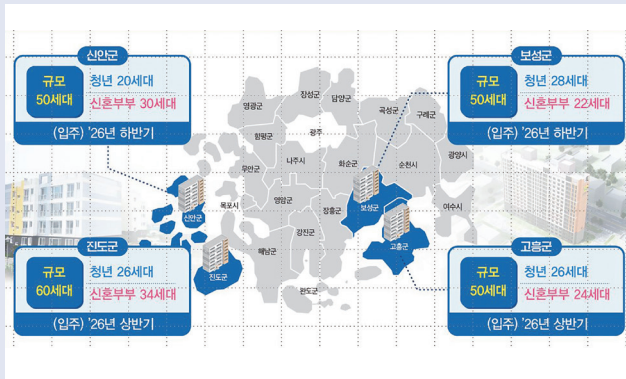 신안군
규모
50세대
청년 20세대
신혼부부 30세대
(입주) '26년 하반기
보성군
규모
50세대
청년 28세대
신혼부부 22세대
(입주) '26년 하반기
영광군
장성군
담양군
곡성군
구례군
함평군
광주
무안군
나주시
화순군
순천시
광양시
신안군
목포시
영암군
장흥군
보성군
여수시
강진군
고흥군
해남군
진도군
완도군
진도군
규모
60세대
청년 26세대
신혼부부 34세대
(입주) '26년 상반기
고흥군
규모
50세대
청년 26세대
신혼부부 24세대
(입주) '26년 상반기